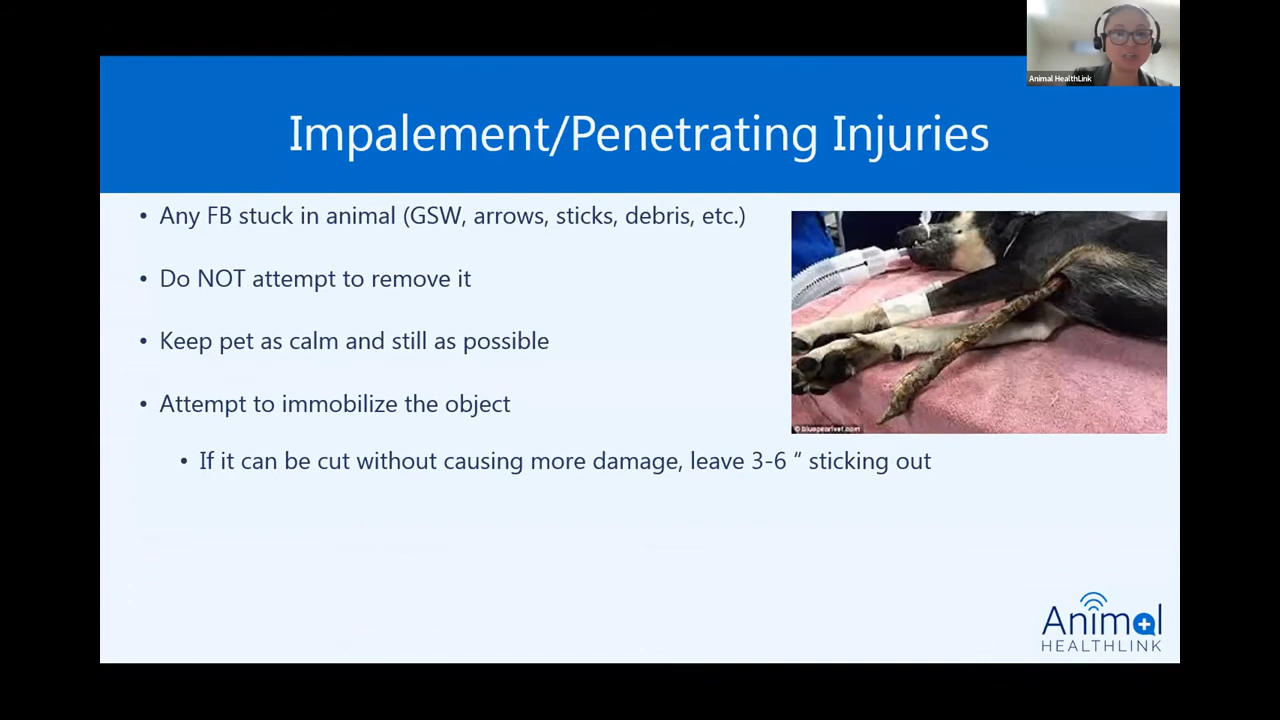 Animal HealthLink
Impalement/Penetrating Injuries
• Any FB stuck in animal (GSW, arrows, sticks, debris, etc.)
• Do NOT attempt to remove it
• Keep pet as calm and still as possible
• Attempt to immobilize the object
• If it can be cut without causing more damage, leave 3-6 “ sticking out
© bluepearlvet.com
Animal
HEALTHLINK